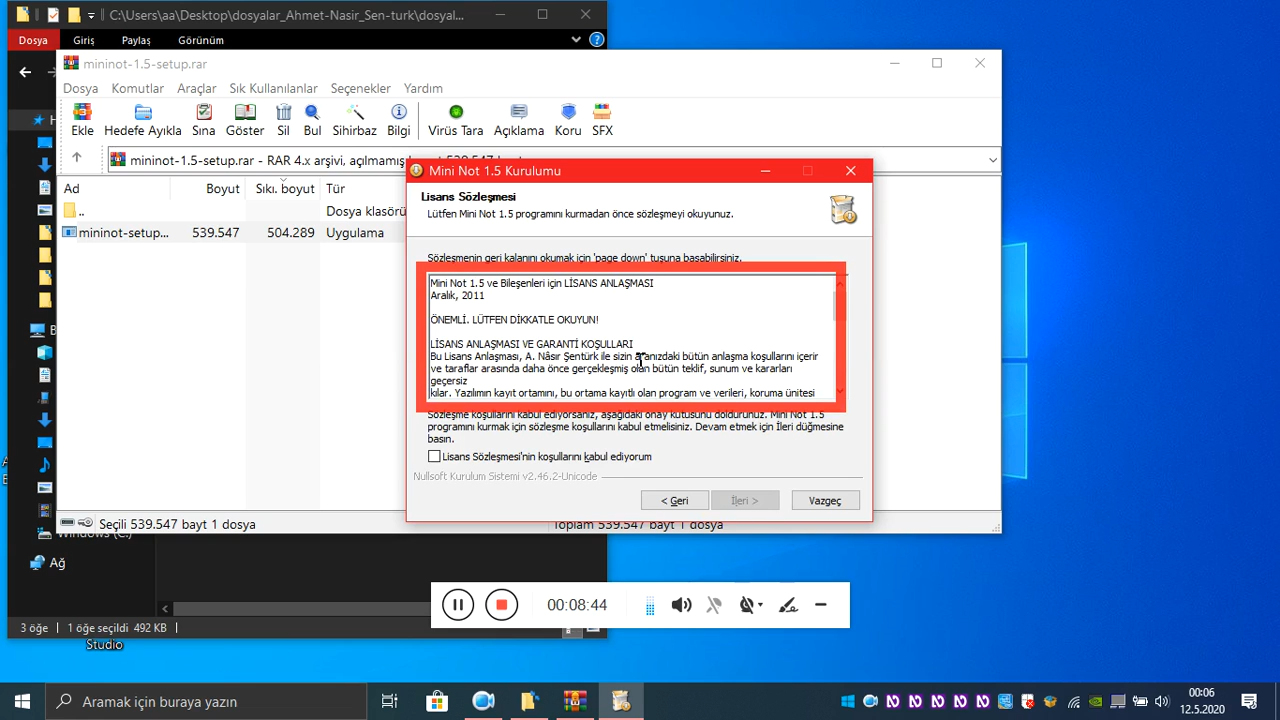 C:\Users\aa\Desktop\dosyalar_Ahmet-Nasir_Sen-turk\dosyal...
Dosya Giriş Paylaş Görünüm
mininot-1.5-setup.rar
Dosya Komutlar Araçlar Sık Kullanılanlar Seçenekler Yardım
Ekle Hedefe Ayıkla Sına Göster Sil Bul Sihirbaz Bilgi Virüs Tara Açıklama Koru SFX
mininot-1.5-setup.rar - RAR 4.x arşivi, açılmamış
Ad Boyut Sıkı. boyut Tür
..
Dosya klasörü
mininot-setup... 539.547 504.289 Uygulama
Mini Not 1.5 Kurulumu
Lisans Sözleşmesi
Lütfen Mini Not 1.5 programını kurmadan önce sözleşmeyi okuyunuz.
Sözleşmenin geri kalanını okumak için 'page down' tuşuna basabilirsiniz.
Mini Not 1.5 ve Bileşenleri için LİSANS ANLAŞMASI
Aralık, 2011
ÖNEMLİ. LÜTFEN DİKKATLE OKUYUN!
LİSANS ANLAŞMASI VE GARANTİ KOŞULLARI
Bu Lisans Anlaşması, A. Nâsır Şentürk ile sizin aranızdaki bütün anlaşma koşullarını içerir
ve taraflar arasında daha önce gerçekleşmiş olan bütün teklif, sunum ve kararları
geçersiz
kılar. Yazılımın kayıt ortamını, bu ortama kayıtlı olan program ve verileri, koruma ünitesi
Sözleşme koşullarını kabul ediyorsanız, aşağıdaki onay kutusunu doldurunuz. Mini Not 1.5
programını kurmak için sözleşme koşullarını kabul etmelisiniz. Devam etmek için İleri düğmesine
basın.
Lisans Sözleşmesi'nin koşullarını kabul ediyorum
Nullsoft Kurulum Sistemi v2.46.2-Unicode
< Geri İleri > Vazgeç
Seçili 539.547 bayt 1 dosya
Toplam 539.547 bayt 1 dosya
Windows (C:)
Ağ
00:08:44
3 öğe 1 öğe seçildi 492 KB
Studio
Aramak için buraya yazın
00:06
12.5.2020